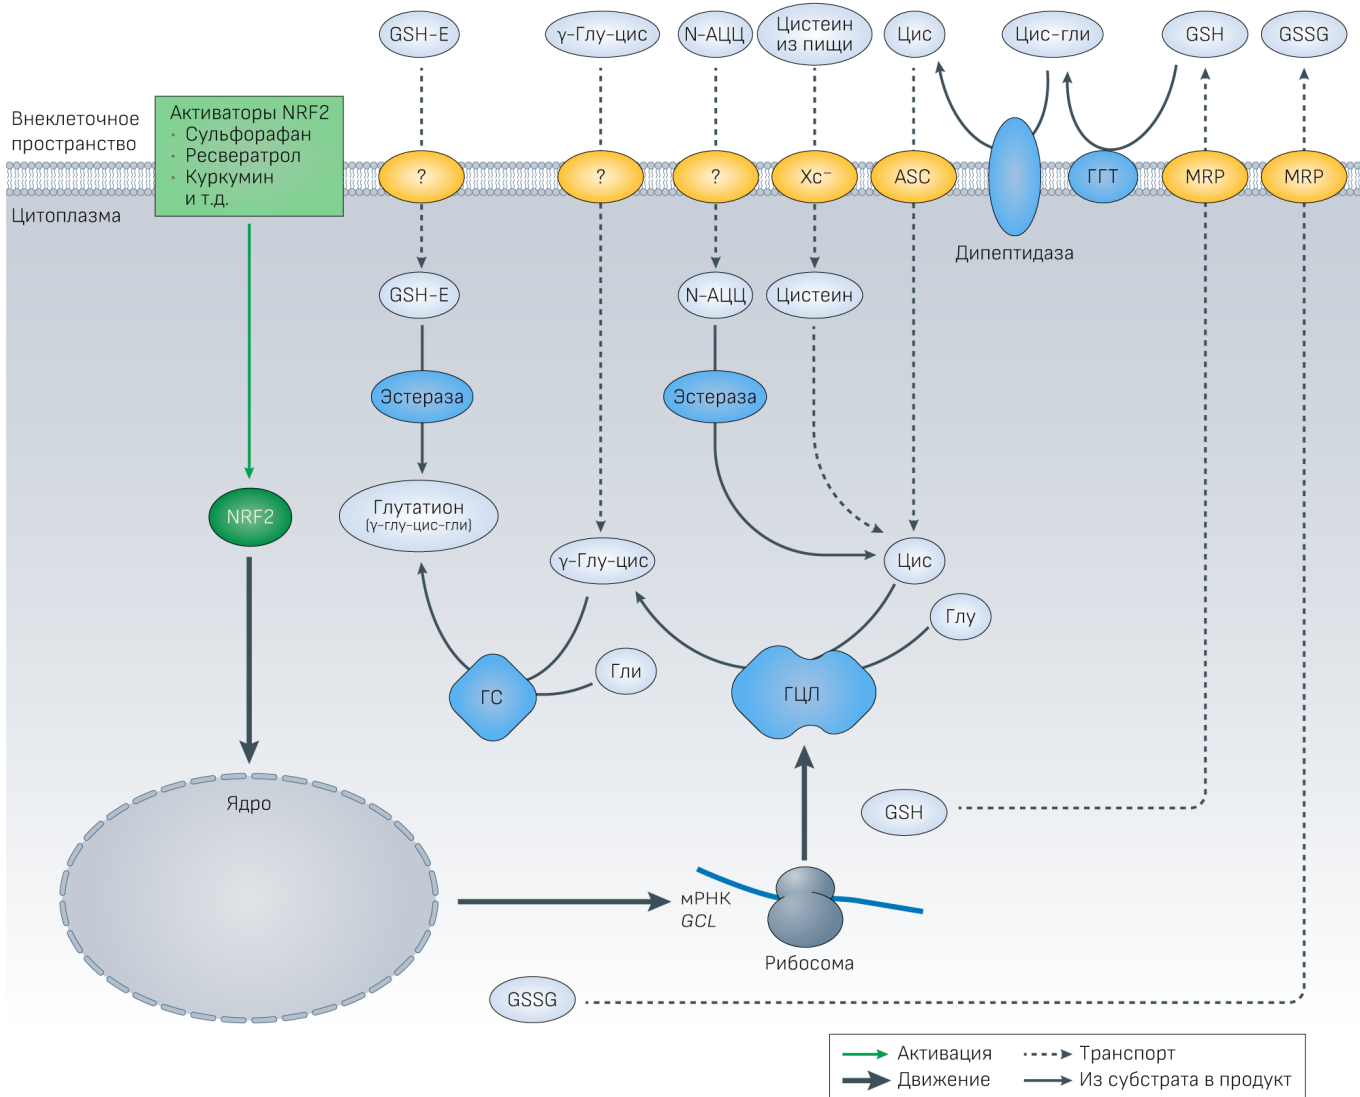 GSH-E
γ-Глу-цис
N-АЦЦ
Цистеин
из пищи
Цис
Цис-гли
GSH
GSSG
Внеклеточное
пространство
Активаторы NRF2
• Сульфорафан
• Ресвератрол
• Куркумин
и т.д.
?
?
?
Xc⁻
ASC
ГГТ
MRP
MRP
Цитоплазма
Дипептидаза
GSH-E
N-АЦЦ
Цистеин
Эстераза
Эстераза
NRF2
Глутатион
(γ-глу-цис-гли)
γ-Глу-цис
Цис
Глу
Гли
ГС
ГЦЛ
Ядро
GSH
мРНК
GCL
Рибосома
GSSG
Активация
Транспорт
Движение
Из субстрата в продукт